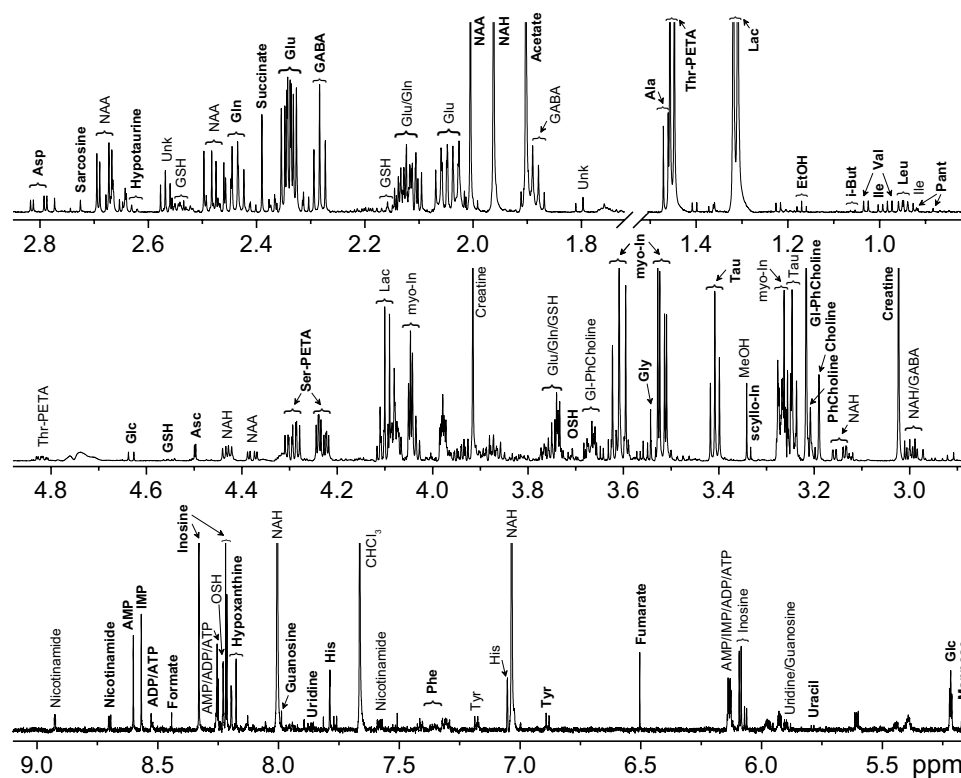 Asp
Sarcosine
NAA
Hypotaurine
Unk
GSH
NAA
Gln
Succinate
Glu
GABA
GSH
Glu/Gln
Glu
NAA
NAH
Acetate
GABA
Unk
Ala
Thr-PETA
Lac
EtOH
i-But
Val
Ile
Leu
Ile
Pant
2.8 2.6 2.4 2.2 2.0 1.8 1.4 1.2 1.0
Thr-PETA
Glc
GSH
Asc
NAH
NAA
Ser-PETA
Lac
myo-In
Creatine
Glu/Gln/GSH
OSH
Gl-PhCholine
myo-In
Gly
Tau
MeOH
scyllo-In
myo-In
Tau
Gl-PhCholine
Choline
PhCholine
NAH
Creatine
NAH/GABA
4.8 4.6 4.4 4.2 4.0 3.8 3.6 3.4 3.2 3.0
Nicotinamide
Nicotinamide
AMP
IMP
ADP/ATP
Formate
Inosine
AMP/ADP/ATP
OSH
Hypoxanthine
NAH
Guanosine
Uridine
His
CHCl3
Nicotinamide
Phe
Tyr
His
NAH
Tyr
Fumarate
AMP/IMP/ADP/ATP
Inosine
Uridine/Guanosine
Uracil
Glc
9.0 8.5 8.0 7.5 7.0 6.5 6.0 5.5 ppm